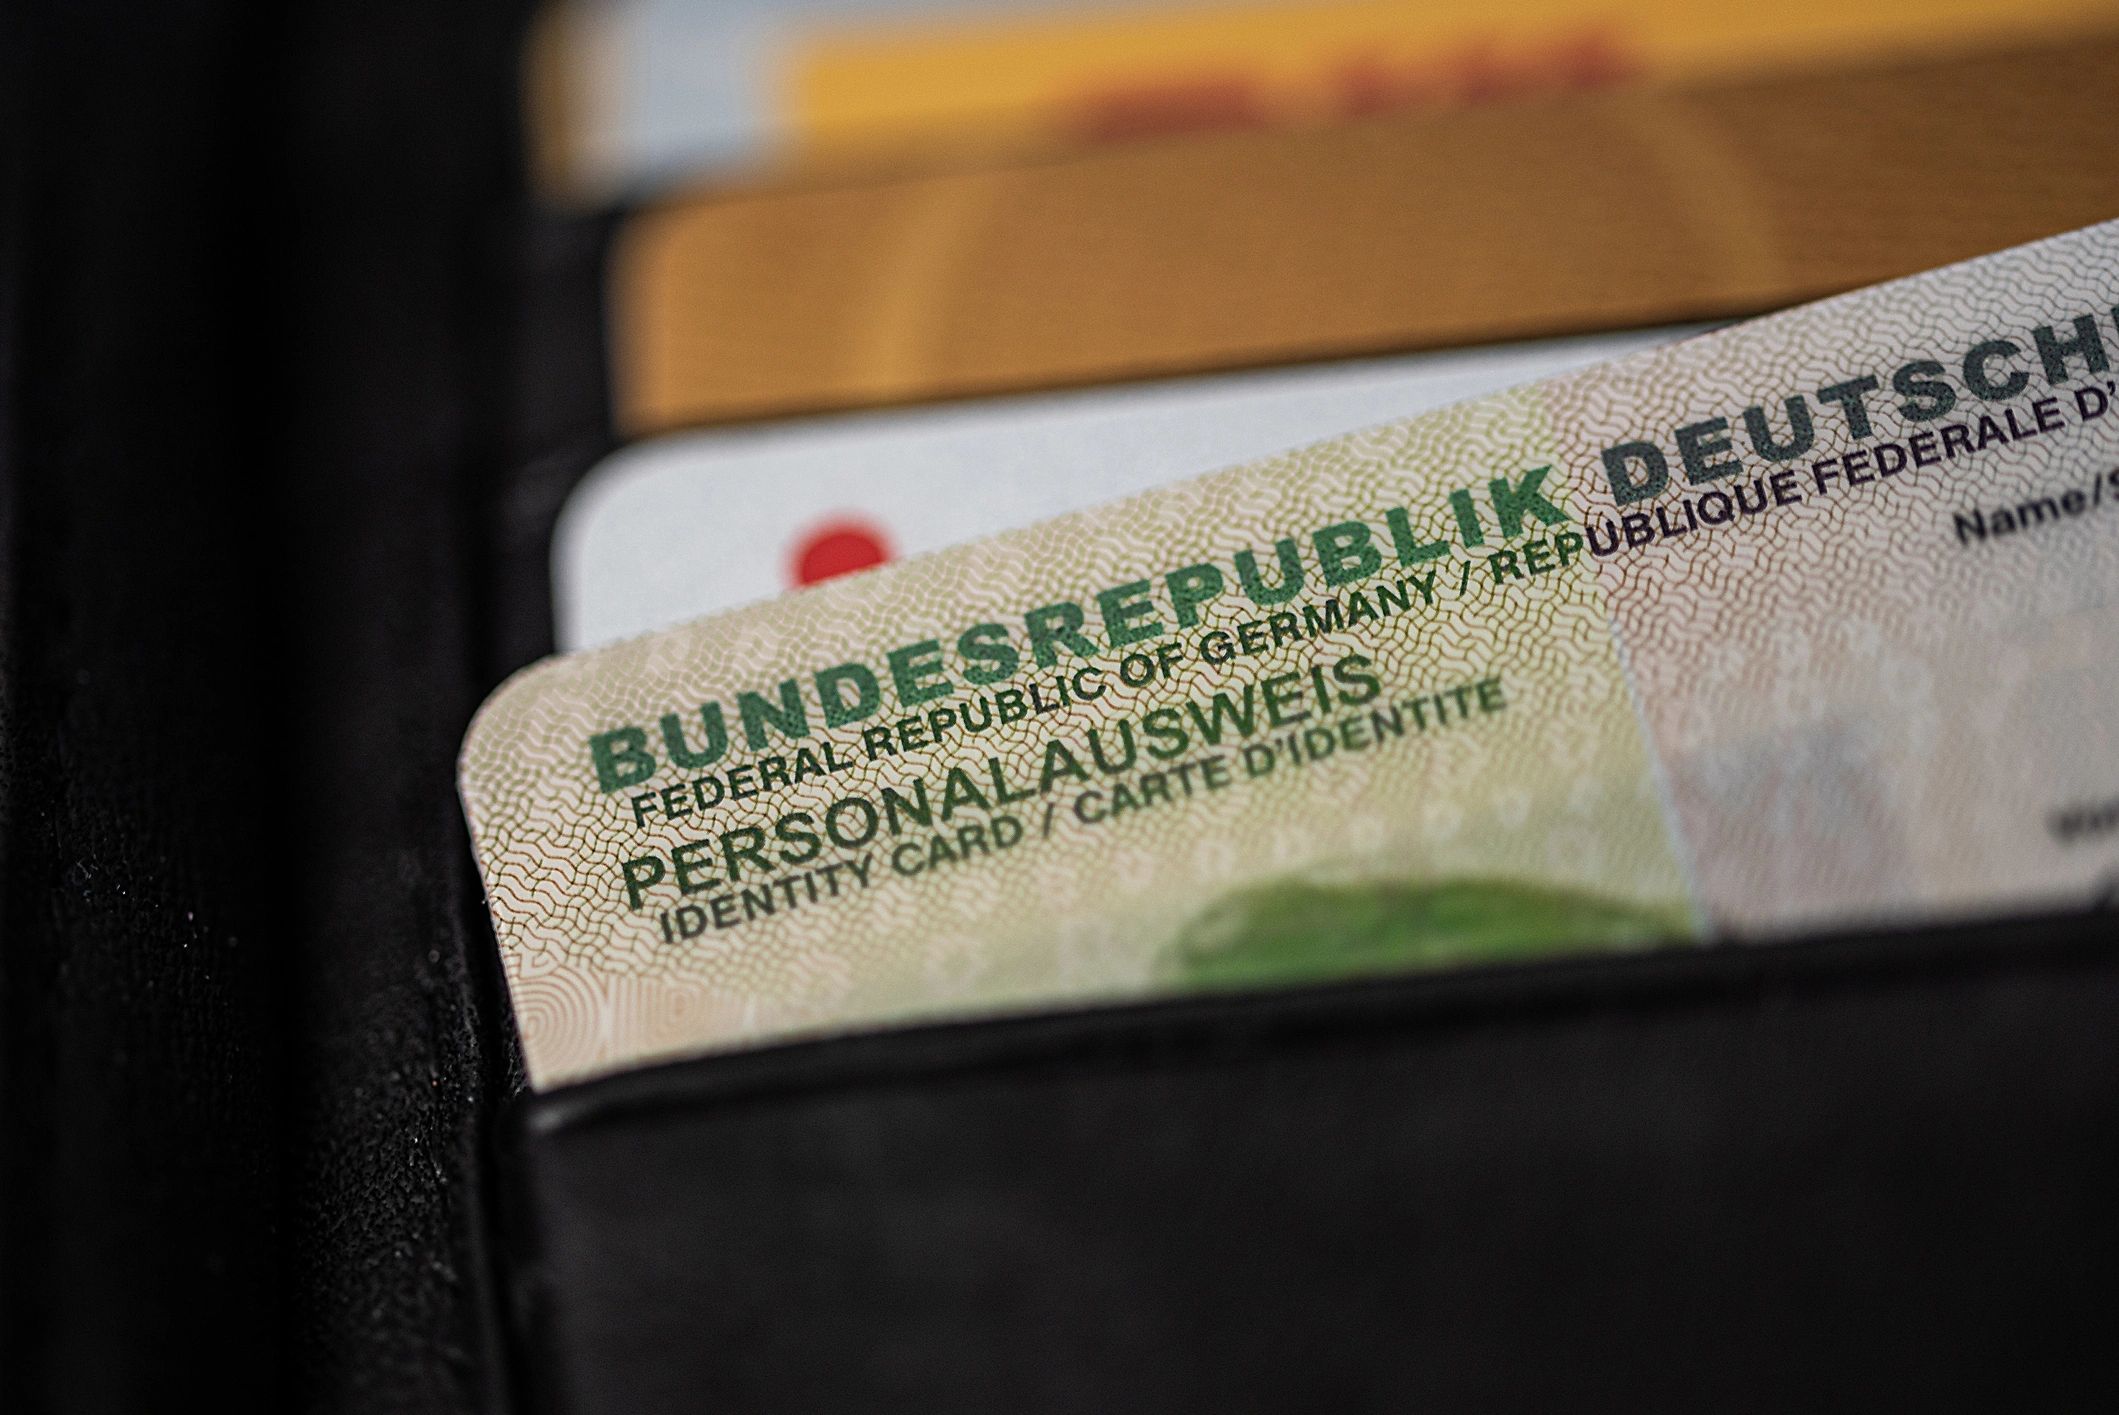 BUNDESREPUBLIK DEUTSCH
FEDERAL REPUBLIC OF GERMANY / REPUBLIQUE FEDERALE D'
PERSONALAUSWEIS
IDENTITY CARD / CARTE D'IDENTITE
Name/S